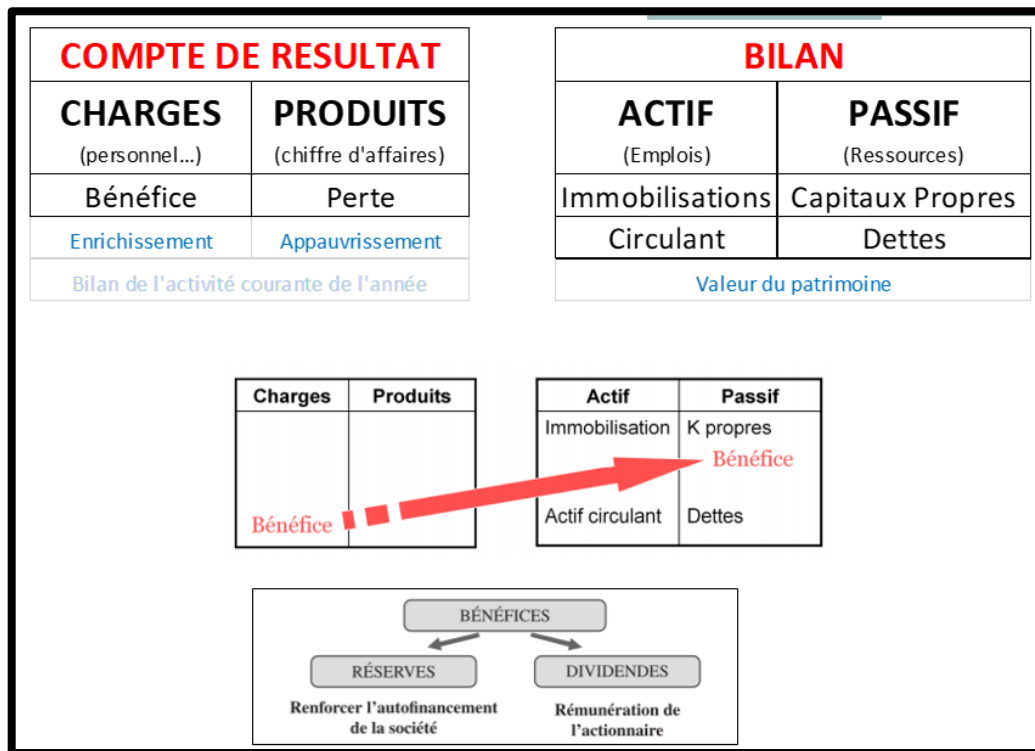 COMPTE DE RESULTAT
CHARGES
(personnel...)
PRODUITS
(chiffre d'affaires)
Bénéfice
Perte
Enrichissement
Appauvrissement
Bilan de l'activité courante de l'année
BILAN
ACTIF
(Emplois)
PASSIF
(Ressources)
Immobilisations
Capitaux Propres
Circulant
Dettes
Valeur du patrimoine
Charges
Produits
Bénéfice
Actif
Passif
Immobilisation
K propres
Bénéfice
Actif circulant
Dettes
BÉNÉFICES
RÉSERVES
DIVIDENDES
Renforcer l'autofinancement
de la société
Rémunération de
l'actionnaire